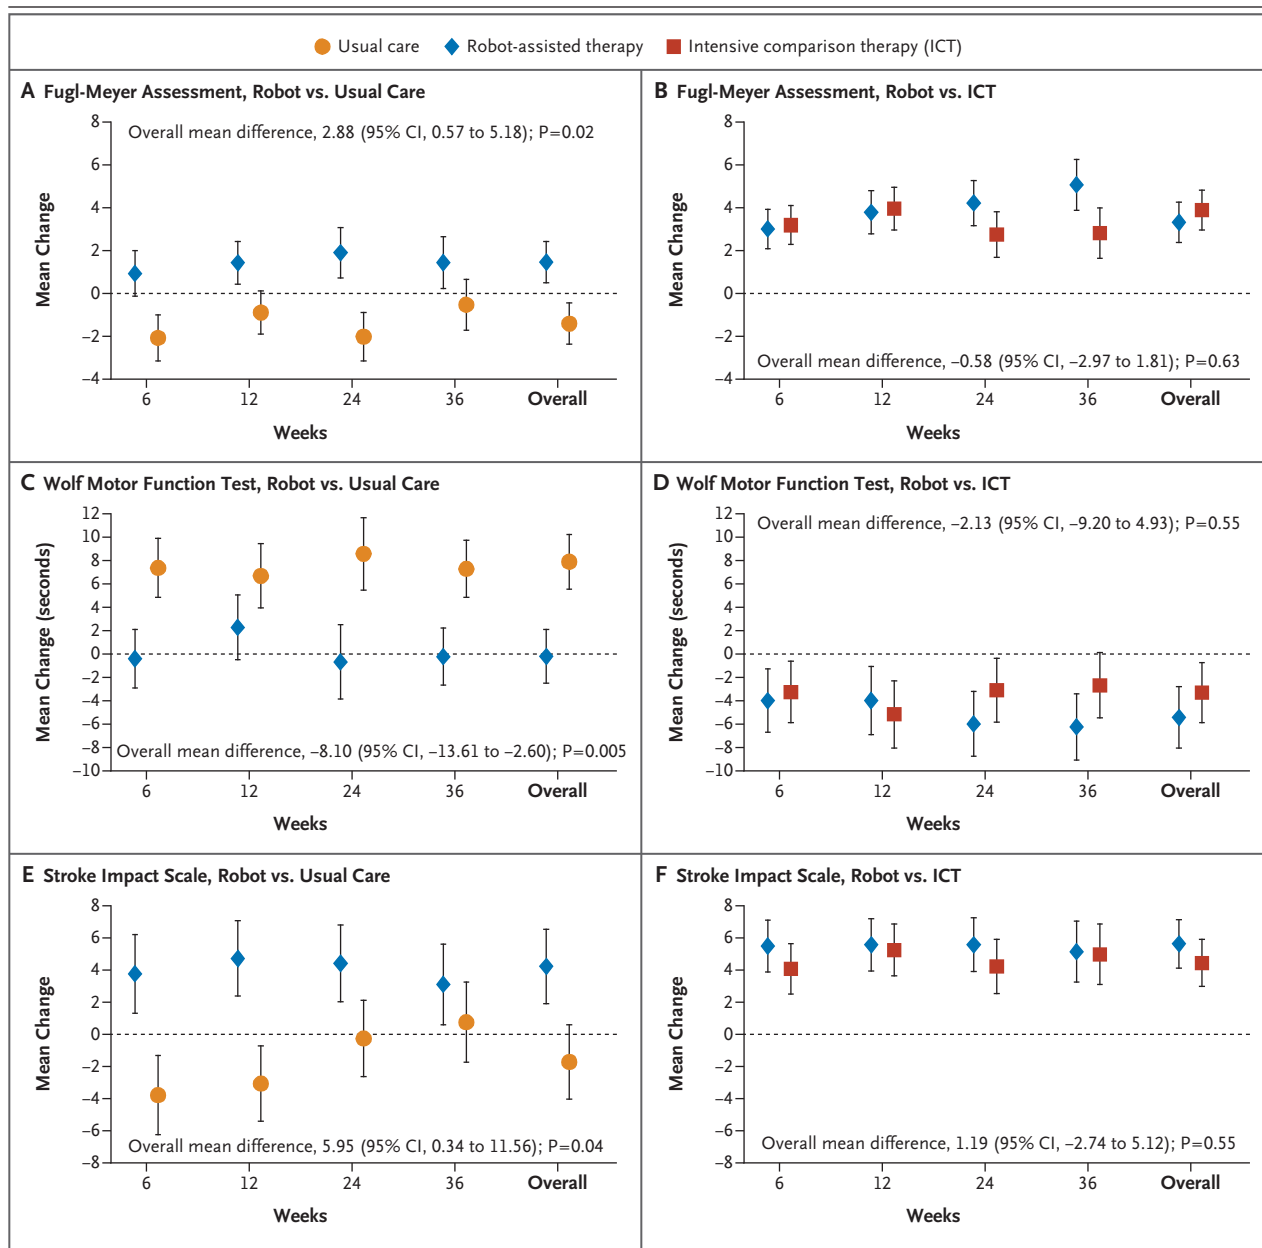 Usual care Robot-assisted therapy Intensive comparison therapy (ICT)
A Fugl-Meyer Assessment, Robot vs. Usual Care
8
6
4
2
0
−2
−4
Mean Change
Overall mean difference, 2.88 (95% CI, 0.57 to 5.18); P=0.02
6 12 24 36 Overall
Weeks
B Fugl-Meyer Assessment, Robot vs. ICT
8
6
4
2
0
−2
−4
Mean Change
Overall mean difference, −0.58 (95% CI, −2.97 to 1.81); P=0.63
6 12 24 36 Overall
Weeks
C Wolf Motor Function Test, Robot vs. Usual Care
12
10
8
6
4
2
0
−2
−4
−6
−8
−10
Mean Change (seconds)
Overall mean difference, −8.10 (95% CI, −13.61 to −2.60); P=0.005
6 12 24 36 Overall
Weeks
D Wolf Motor Function Test, Robot vs. ICT
12
10
8
6
4
2
0
−2
−4
−6
−8
−10
Mean Change (seconds)
Overall mean difference, −2.13 (95% CI, −9.20 to 4.93); P=0.55
6 12 24 36 Overall
Weeks
E Stroke Impact Scale, Robot vs. Usual Care
8
6
4
2
0
−2
−4
−6
−8
Mean Change
Overall mean difference, 5.95 (95% CI, 0.34 to 11.56); P=0.04
6 12 24 36 Overall
Weeks
F Stroke Impact Scale, Robot vs. ICT
8
6
4
2
0
−2
−4
−6
−8
Mean Change
Overall mean difference, 1.19 (95% CI, −2.74 to 5.12); P=0.55
6 12 24 36 Overall
Weeks